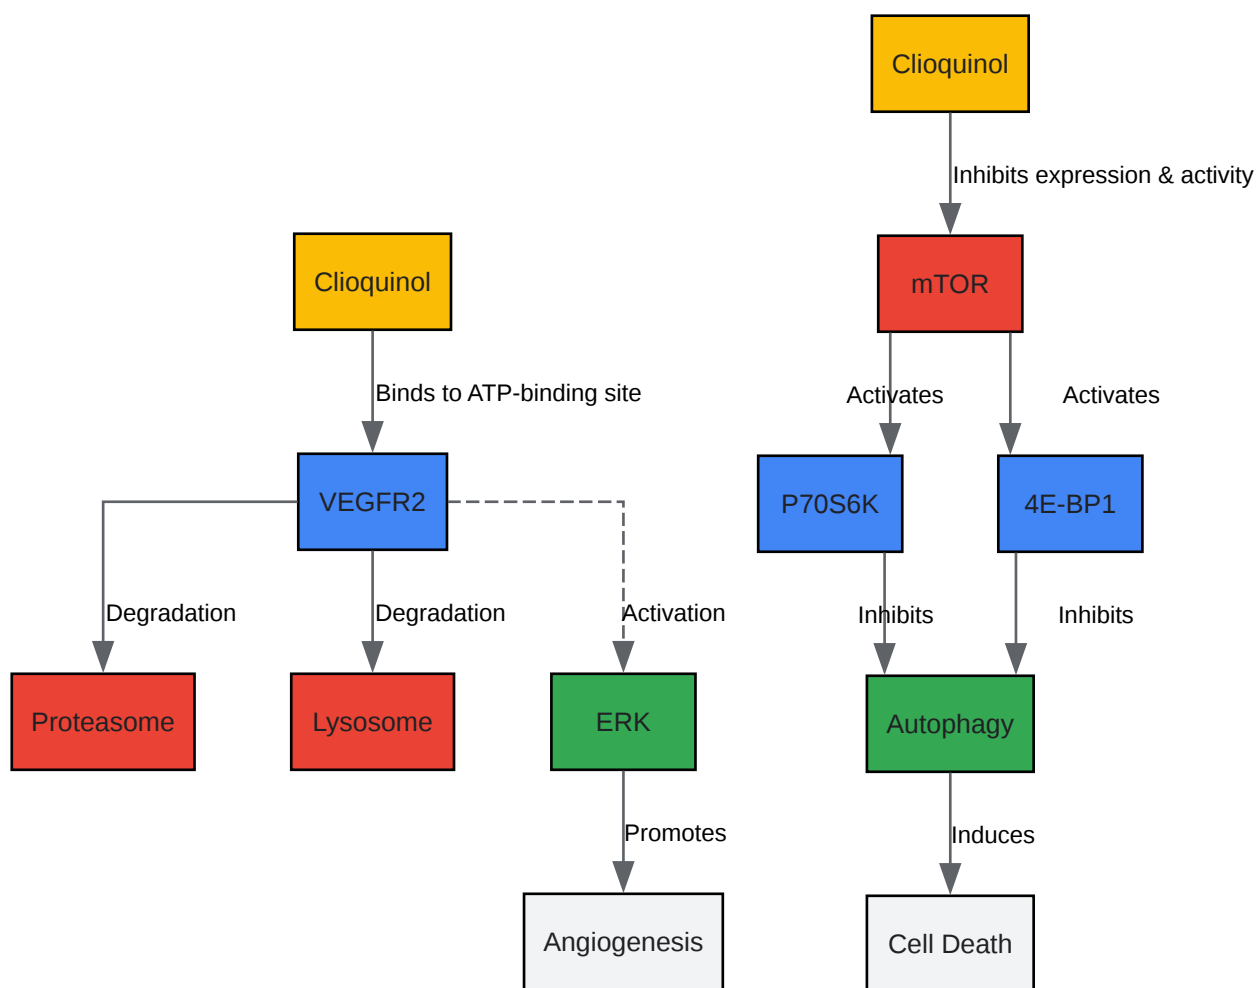 Clioquinol
Inhibits expression & activity
Clioquinol
mTOR
Binds to ATP-binding site
Activates
Activates
VEGFR2
P70S6K
4E-BP1
Degradation
Degradation
Activation
Inhibits
Inhibits
Proteasome
Lysosome
ERK
Autophagy
Promotes
Induces
Angiogenesis
Cell Death